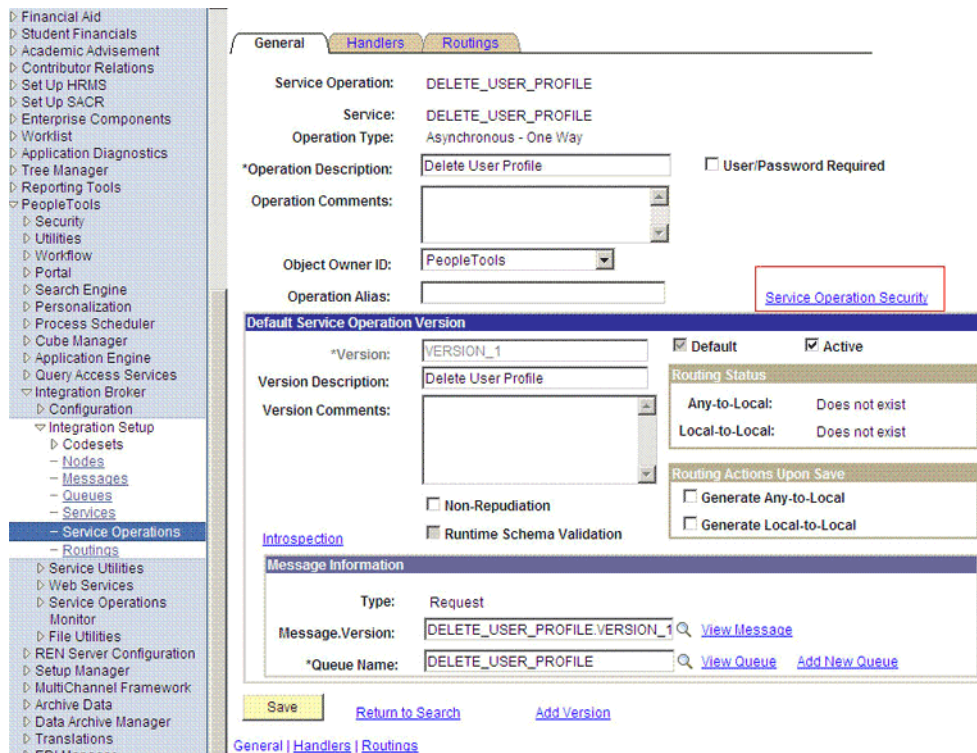 Financial Aid
Student Financials
Academic Advisement
Contributor Relations
Set Up HRMS
Set Up SACR
Enterprise Components
Worklist
Application Diagnostics
Tree Manager
Reporting Tools
PeopleTools
Security
Utilities
Workflow
Portal
Search Engine
Personalization
Process Scheduler
Cube Manager
Application Engine
Query Access Services
Integration Broker
Configuration
Integration Setup
Codesets
Nodes
Messages
Queues
Services
Service Operations
Routings
Service Utilities
Web Services
Service Operations
Monitor
File Utilities
REN Server Configuration
Setup Manager
MultiChannel Framework
Archive Data
Data Archive Manager
Translations
General Handlers Routings
Service Operation: DELETE_USER_PROFILE
Service: DELETE_USER_PROFILE
Operation Type: Asynchronous - One Way
*Operation Description: Delete User Profile User/Password Required
Operation Comments:
Object Owner ID: PeopleTools
Operation Alias: Service Operation Security
Default Service Operation Version
*Version: VERSION_1 Default Active
Version Description: Delete User Profile Routing Status
Version Comments: Any-to-Local: Does not exist
Local-to-Local: Does not exist
Routing Actions Upon Save
Non-Repudiation Generate Any-to-Local
Introspection Runtime Schema Validation Generate Local-to-Local
Message Information
Type: Request
Message.Version: DELETE_USER_PROFILE.VERSION_1 View Message
*Queue Name: DELETE_USER_PROFILE View Queue Add New Queue
Save Return to Search Add Version
General | Handlers | Routings